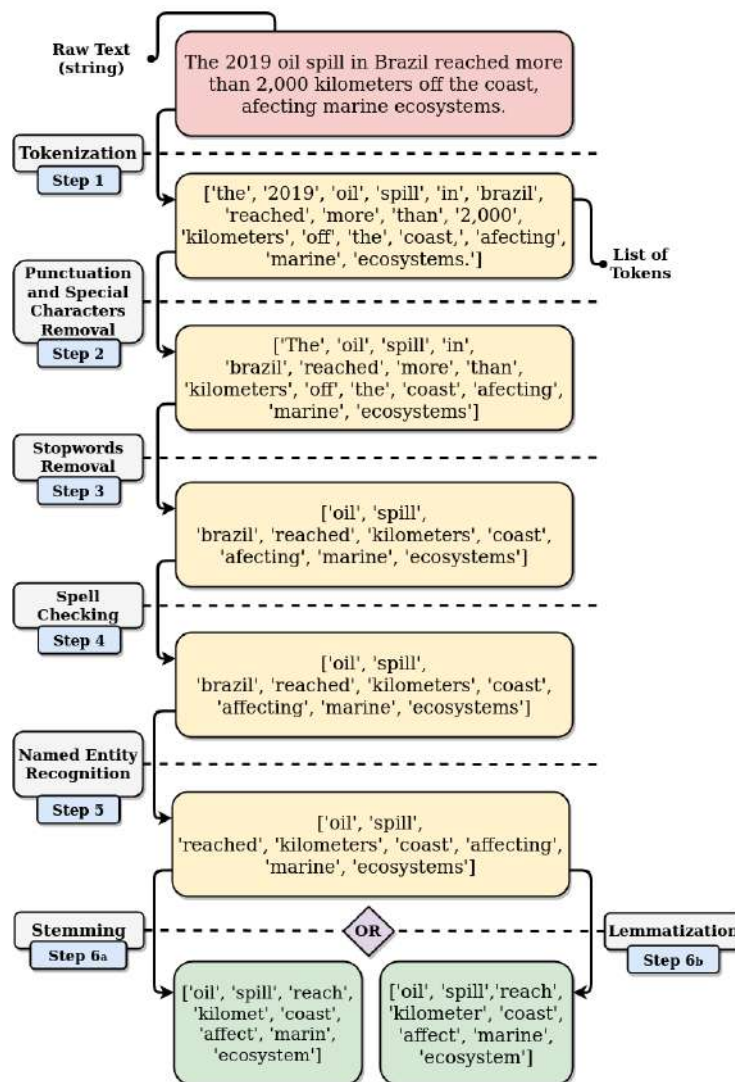 Raw Text
(string)
The 2019 oil spill in Brazil reached more
than 2,000 kilometers off the coast,
afecting marine ecosystems.
Tokenization
Step 1
['the', '2019', 'oil', 'spill', 'in', 'brazil',
'reached', 'more', 'than', '2,000',
'kilometers', 'off', 'the', 'coast,', 'afecting',
'marine', 'ecosystems.']
List of
Tokens
Punctuation
and Special
Characters
Removal
Step 2
['The', 'oil', 'spill', 'in',
'brazil', 'reached', 'more', 'than',
'kilometers', 'off', 'the', 'coast', 'afecting',
'marine', 'ecosystems']
Stopwords
Removal
Step 3
['oil', 'spill',
'brazil', 'reached', 'kilometers', 'coast',
'afecting', 'marine', 'ecosystems']
Spell
Checking
Step 4
['oil', 'spill',
'brazil', 'reached', 'kilometers', 'coast',
'affecting', 'marine', 'ecosystems']
Named Entity
Recognition
Step 5
['oil', 'spill',
'reached', 'kilometers', 'coast', 'affecting',
'marine', 'ecosystems']
Stemming
Step 6a
OR
Lemmatization
Step 6b
['oil', 'spill', 'reach',
'kilomet', 'coast',
'affect', 'marin',
'ecosystem']
['oil', 'spill','reach',
'kilometer', 'coast',
'affect', 'marine',
'ecosystem']